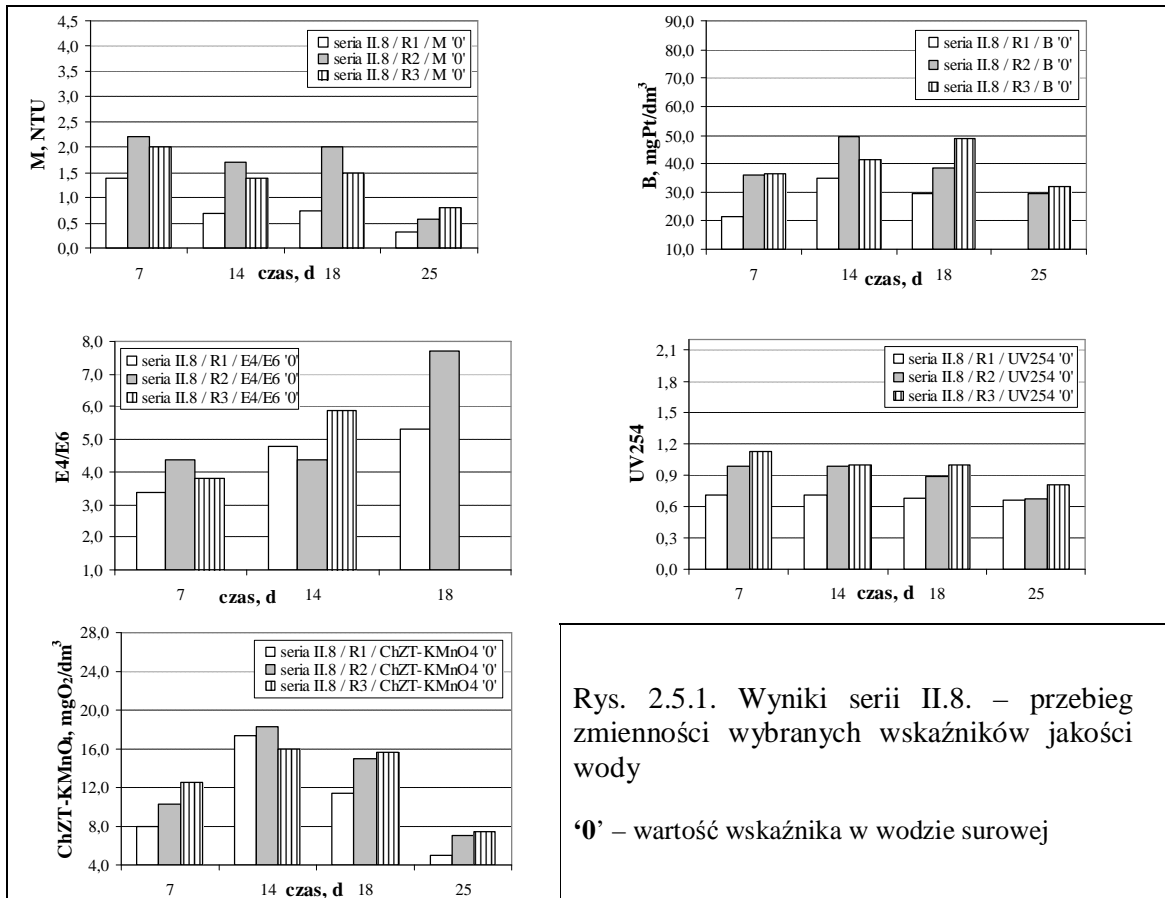 4,5
4,0
3,5
3,0
2,5
2,0
1,5
1,0
0,5
0,0
M, NTU
seria II.8 / R1 / M '0'
seria II.8 / R2 / M '0'
seria II.8 / R3 / M '0'
7 14 18 25
czas, d
90,0
80,0
70,0
60,0
50,0
40,0
30,0
20,0
10,0
B, mgPt/dm³
seria II.8 / R1 / B '0'
seria II.8 / R2 / B '0'
seria II.8 / R3 / B '0'
7 14 18 25
czas, d
8,0
7,0
6,0
5,0
4,0
3,0
2,0
1,0
E4/E6
seria II.8 / R1 / E4/E6 '0'
seria II.8 / R2 / E4/E6 '0'
seria II.8 / R3 / E4/E6 '0'
7 14 18
czas, d
2,1
1,8
1,5
1,2
0,9
0,6
0,3
0,0
UV254
seria II.8 / R1 / UV254 '0'
seria II.8 / R2 / UV254 '0'
seria II.8 / R3 / UV254 '0'
7 14 18 25
czas, d
28,0
24,0
20,0
16,0
12,0
8,0
4,0
ChZT-KMnO₄, mgO₂/dm³
seria II.8 / R1 / ChZT-KMnO4 '0'
seria II.8 / R2 / ChZT-KMnO4 '0'
seria II.8 / R3 / ChZT-KMnO4 '0'
7 14 18 25
czas, d
Rys. 2.5.1. Wyniki serii II.8. – przebieg
zmienności wybranych wskaźników jakości
wody
‘0’ – wartość wskaźnika w wodzie surowej